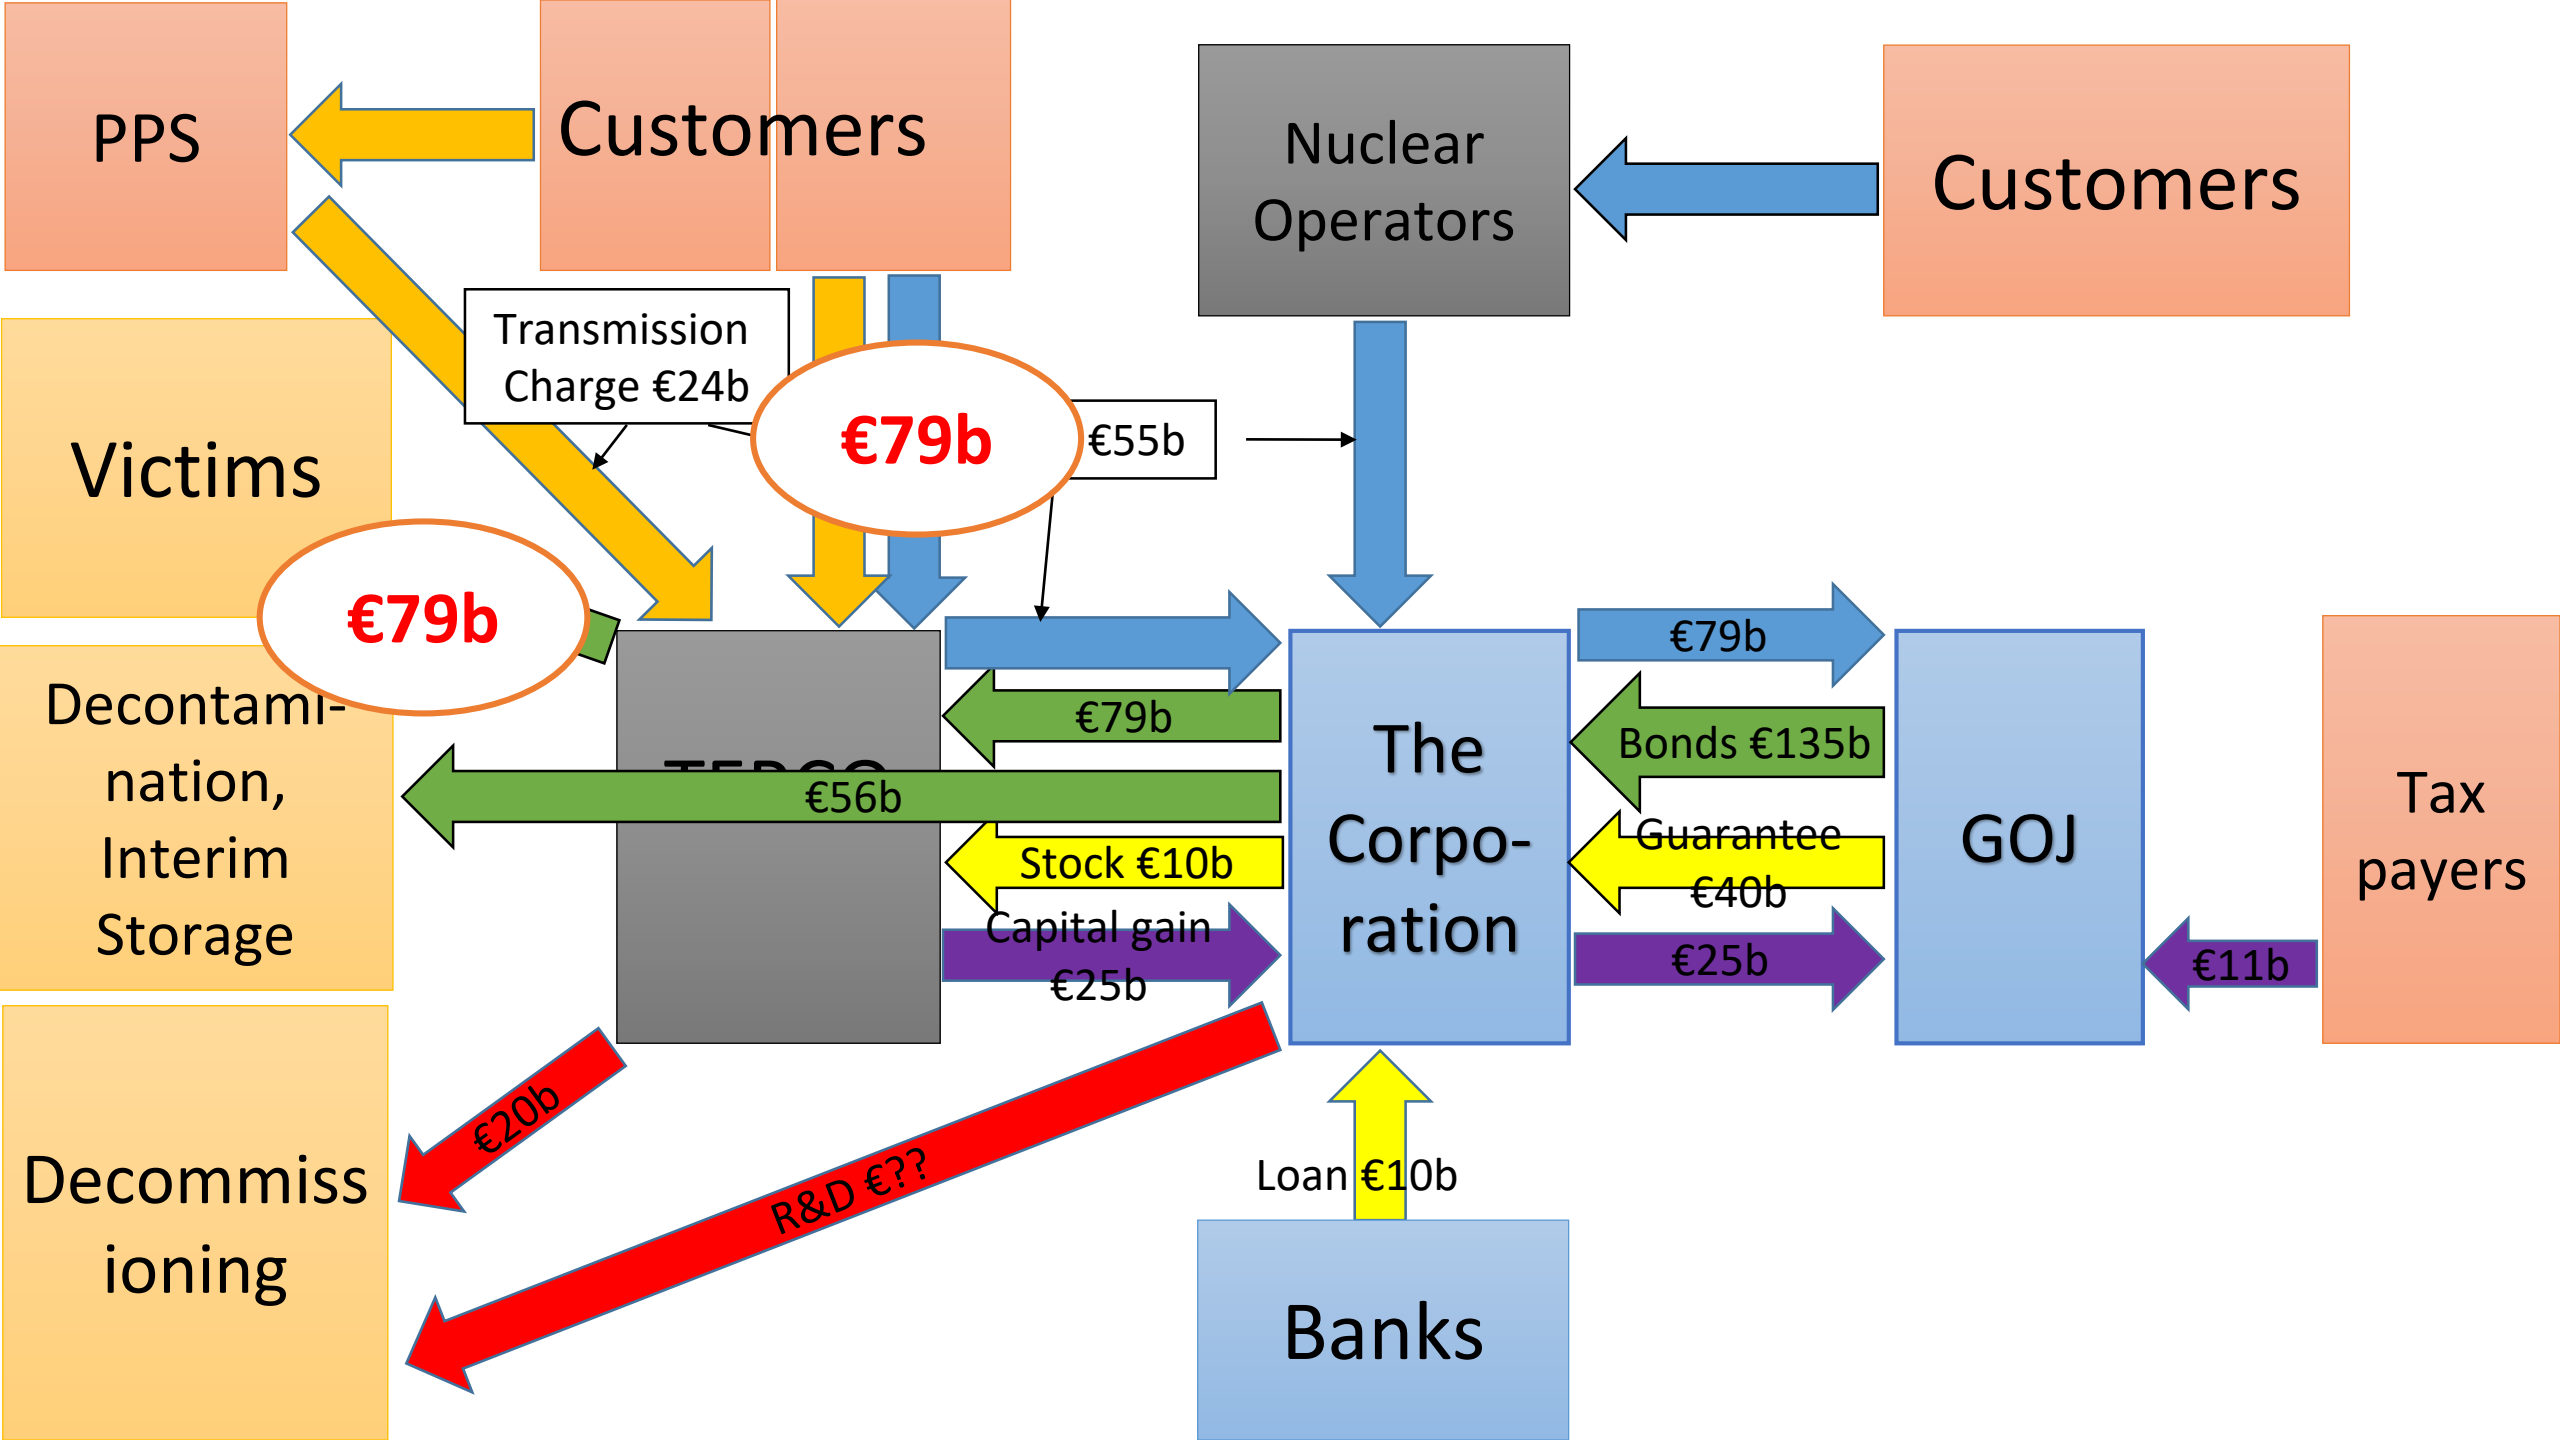 PPS
Customers
Nuclear
Operators
Customers
Transmission
Charge €24b
€79b
€55b
Victims
€79b
€79b
Decontami-
nation,
Interim
Storage
€79b
Bonds €135b
The
Corpo-
ration
GOJ
Tax
payers
TEPCO
€56b
Stock €10b
Guarantee
€40b
Capital gain
€25b
€25b
€11b
€20b
R&D €??
Decommiss
ioning
Loan €10b
Banks